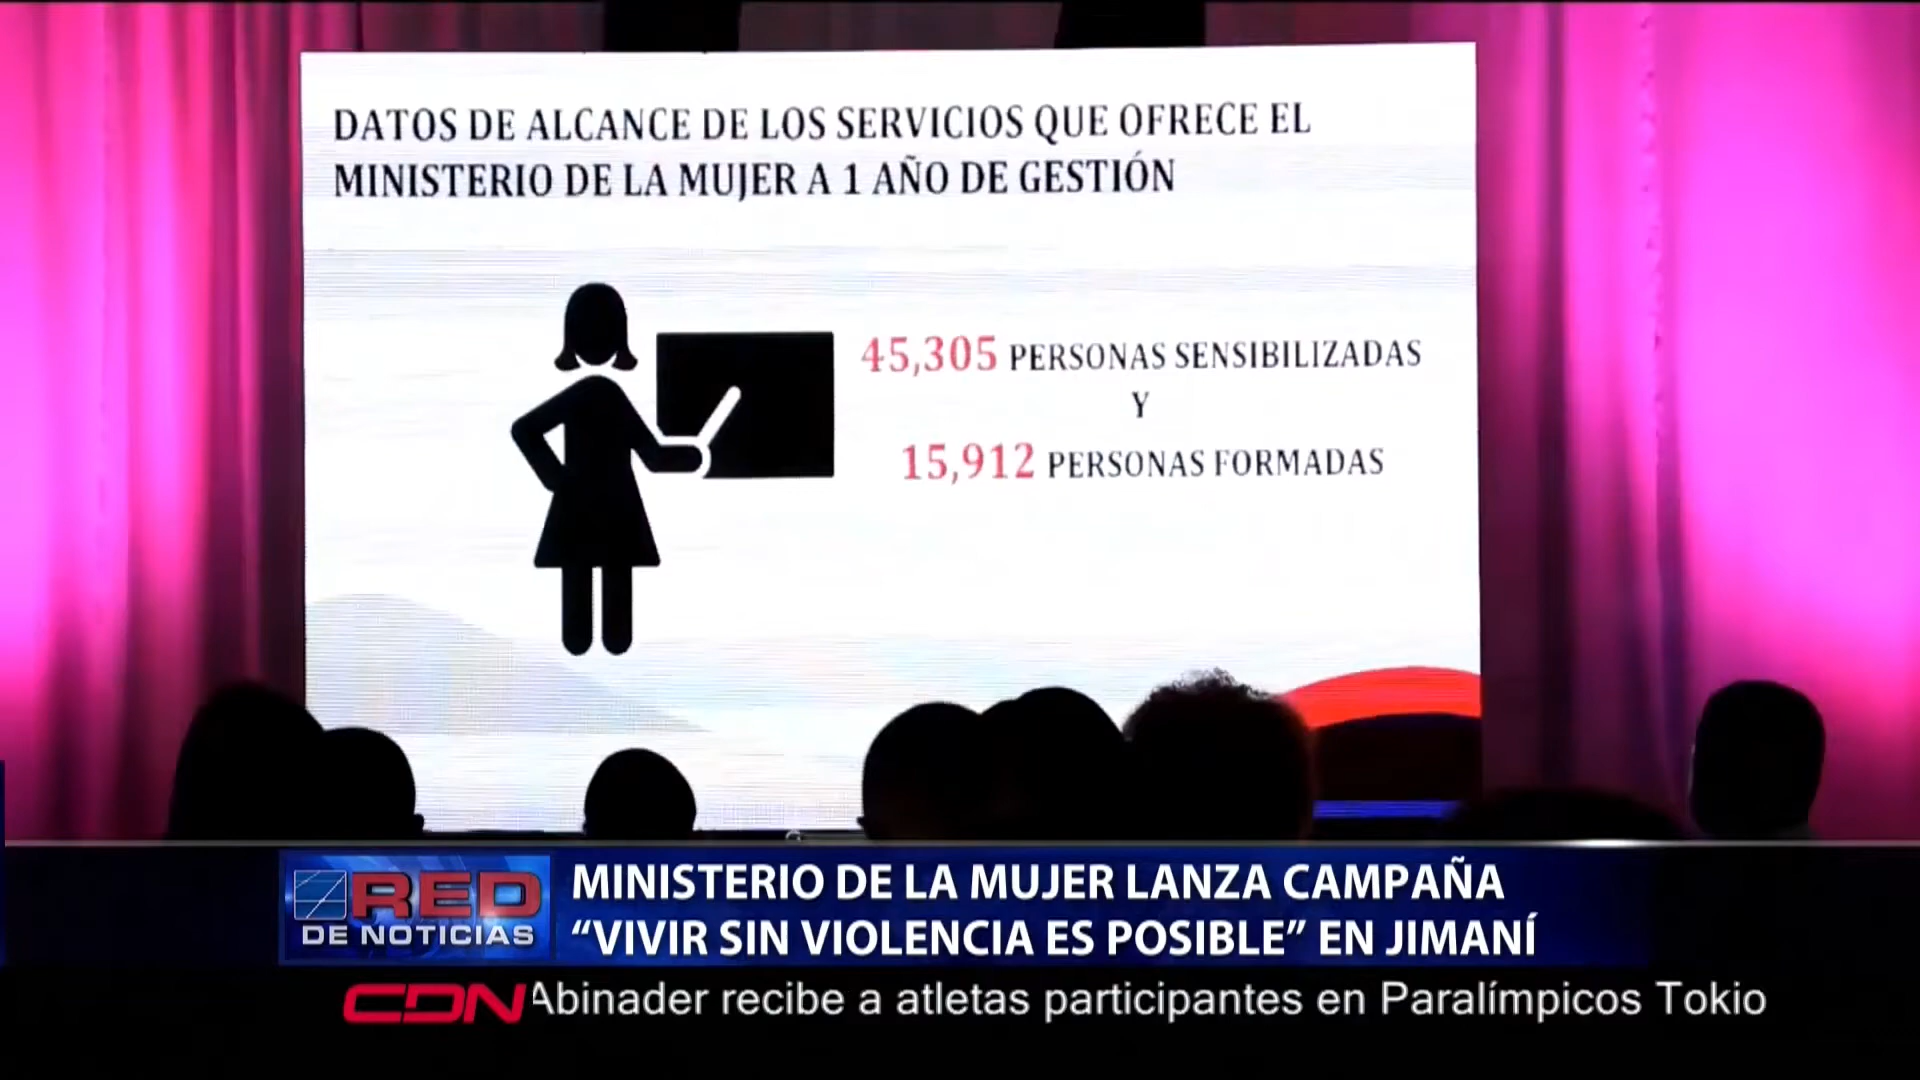 DATOS DE ALCANCE DE LOS SERVICIOS QUE OFRECE EL
MINISTERIO DE LA MUJER A 1 AÑO DE GESTIÓN
45,305 PERSONAS SENSIBILIZADAS
Y
15,912 PERSONAS FORMADAS
RED
DE NOTICIAS
MINISTERIO DE LA MUJER LANZA CAMPAÑA
“VIVIR SIN VIOLENCIA ES POSIBLE” EN JIMANÍ
CDN Abinader recibe a atletas participantes en Paralímpicos Tokio